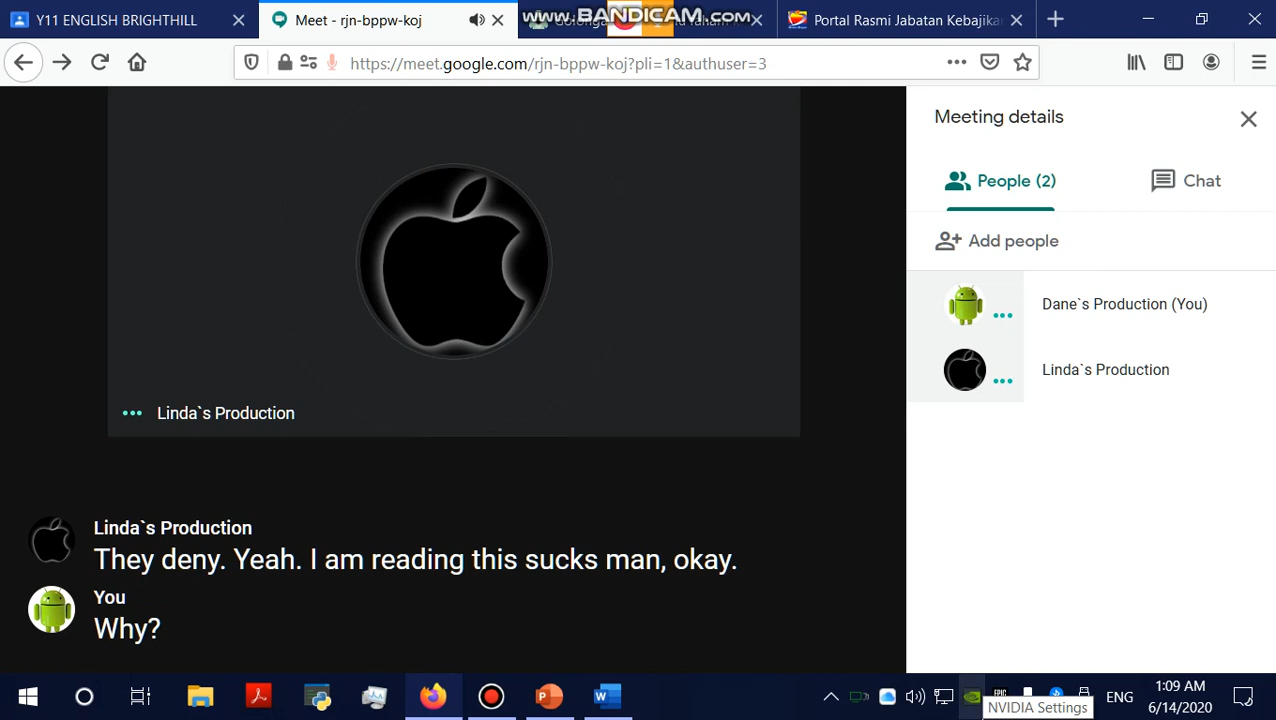 Y11 ENGLISH BRIGHTHILL
Meet - rjn-bppw-koj
www.BANDICAM.com
Portal Rasmi Jabatan Kebajikan
https://meet.google.com/rjn-bppw-koj?pli=1&authuser=3
Meeting details
People (2)
Chat
Add people
Dane`s Production (You)
Linda`s Production
Linda`s Production
Linda`s Production
They deny. Yeah. I am reading this sucks man, okay.
You
Why?
EPIC
ENG
1:09 AM
6/14/2020
NVIDIA Settings